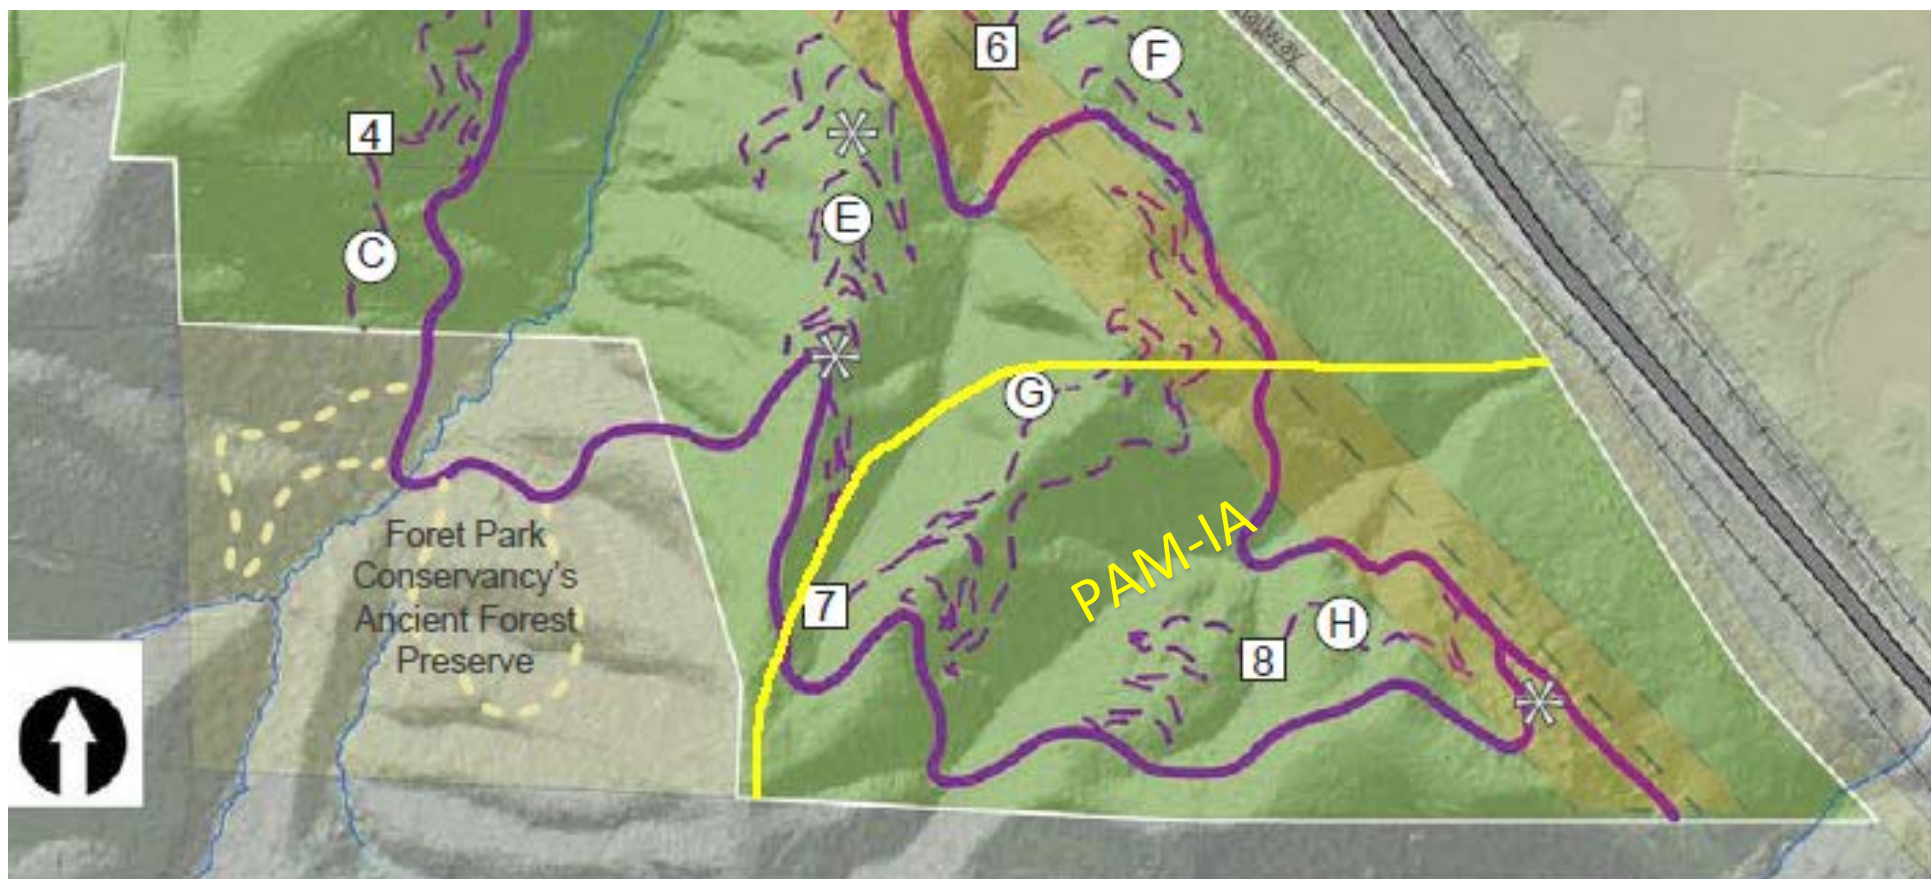 6
F
4
E
C
G
Foret Park
Conservancy's
Ancient Forest
Preserve
PAM-IA
7
8
H